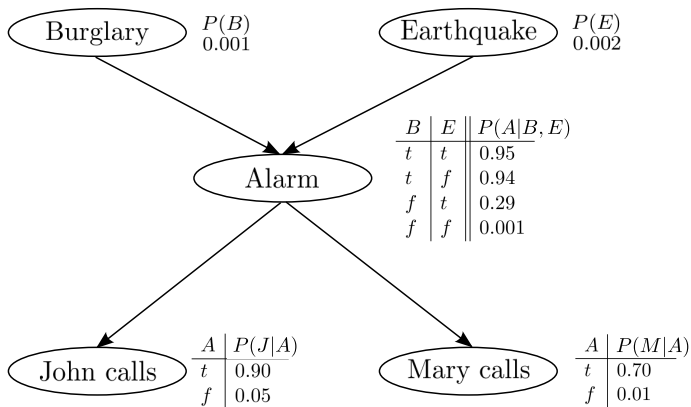 Burglary
P(B)
0.001
Earthquake
P(E)
0.002
Alarm
B E P(A|B, E)
t t 0.95
t f 0.94
f t 0.29
f f 0.001
John calls
A P(J|A)
t 0.90
f 0.05
Mary calls
A P(M|A)
t 0.70
f 0.01